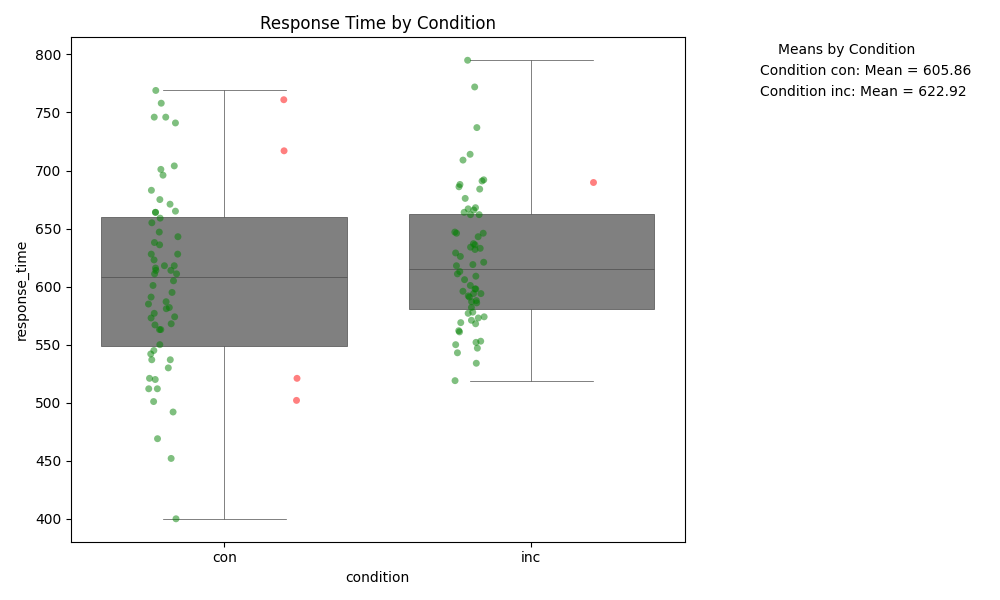 Response Time by Condition
Means by Condition
Condition con: Mean = 605.86
Condition inc: Mean = 622.92
response_time
800
750
700
650
600
550
500
450
400
con
inc
condition